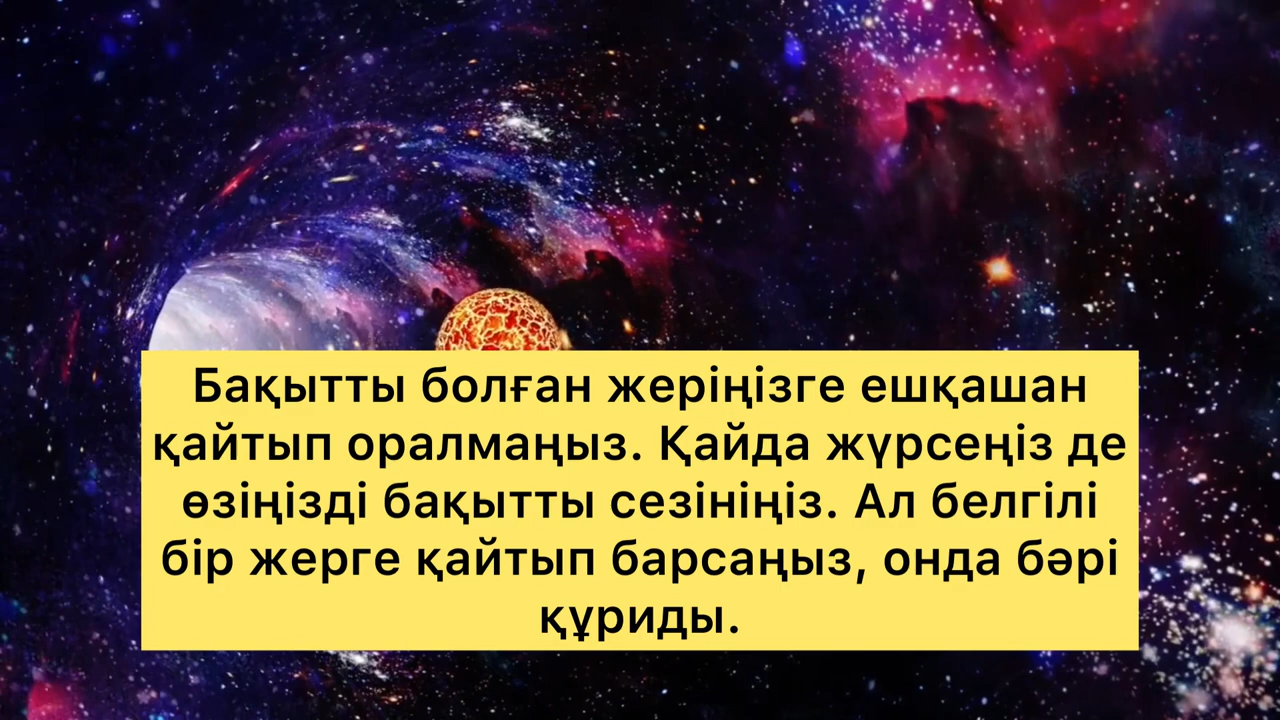 Бақытты болған жеріңізге ешқашан
қайтып оралмаңыз. Қайда жүрсеңіз де
өзіңізді бақытты сезініңіз. Ал белгілі
бір жерге қайтып барсаңыз, онда бәрі
құриды.